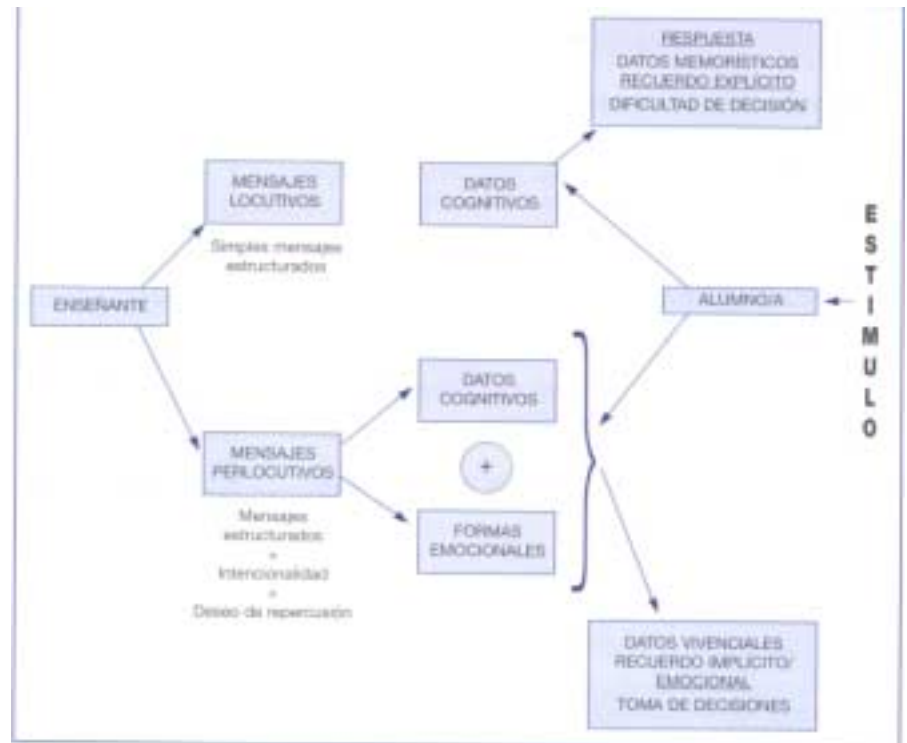 RESPUESTA
DATOS MEMORÍSTICOS
RECUERDO EXPLÍCITO
DIFICULTAD DE DECISIÓN
MENSAJES
LOCUTIVOS
Simples mensajes
estructurados
DATOS
COGNITIVOS
ENSEÑANTE
ALUMNO/A
ESTIMULO
DATOS
COGNITIVOS
+
FORMAS
EMOCIONALES
MENSAJES
PERLOCUTIVOS
Mensajes
estructurados
+
Intencionalidad
+
Deseo de repercusión
DATOS VIVENCIALES
RECUERDO IMPLÍCITO/
EMOCIONAL
TOMA DE DECISIONES